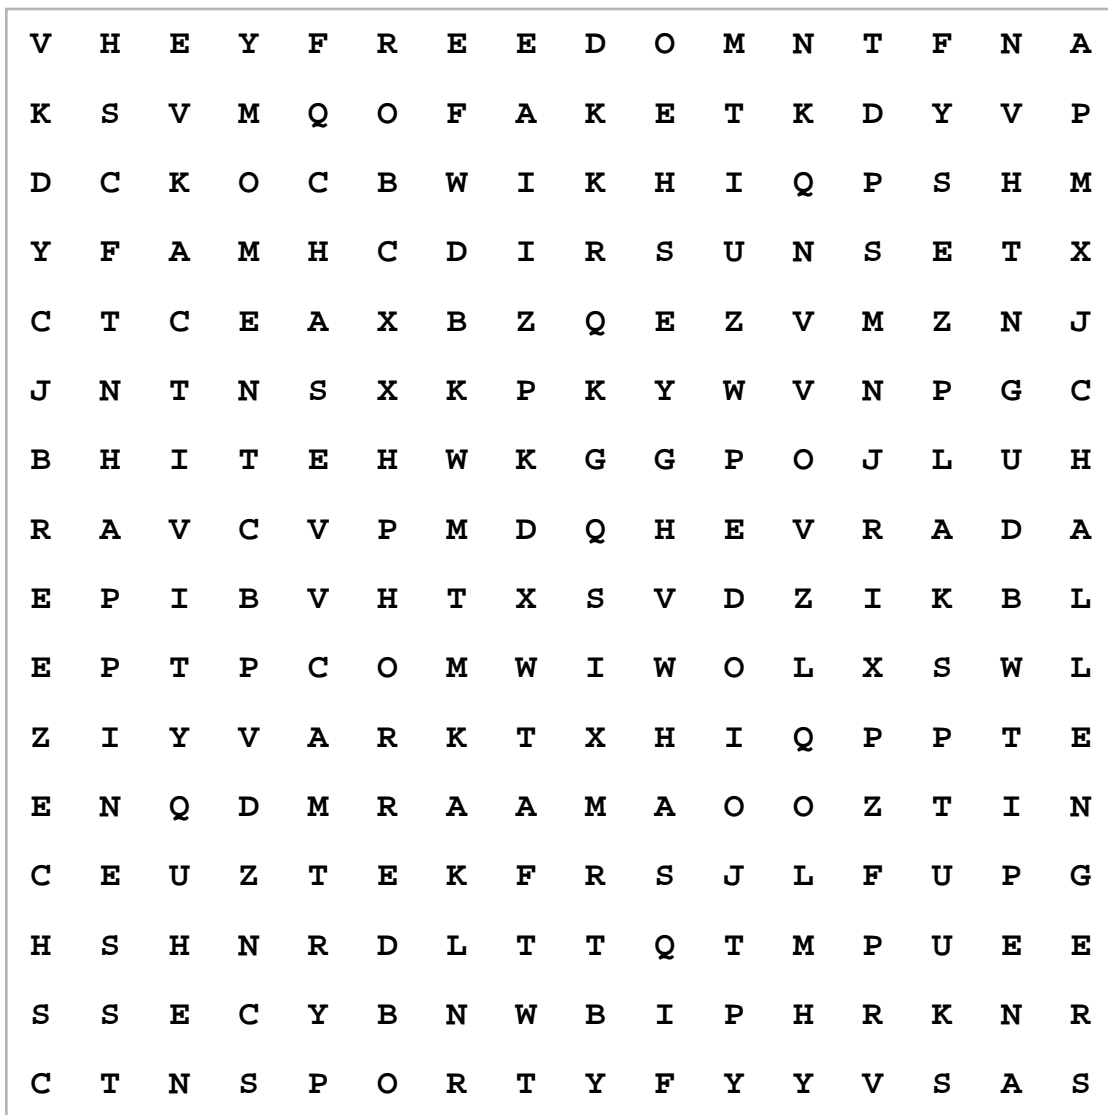 V H E Y F R E E D O M N T F N A
K S V M Q O F A K E T K D Y V P
D C K O C B W I K H I Q P S H M
Y F A M H C D I R S U N S E T X
C T C E A X B Z Q E Z V M Z N J
J N T N S X K P K Y W V N P G C
B H I T E H W K G G P O J L U H
R A V C V P M D Q H E V R A D A
E P I B V H T X S V D Z I K B L
E P T P C O M W I W O L X S W L
Z I Y V A R K T X H I Q P P T E
E N Q D M R A A M A O O Z T I N
C E U Z T E K F R S J L F U P G
H S H N R D L T T Q T M P U E E
S S E C Y B N W B I P H R K N R
C T N S P O R T Y F Y Y V S A S